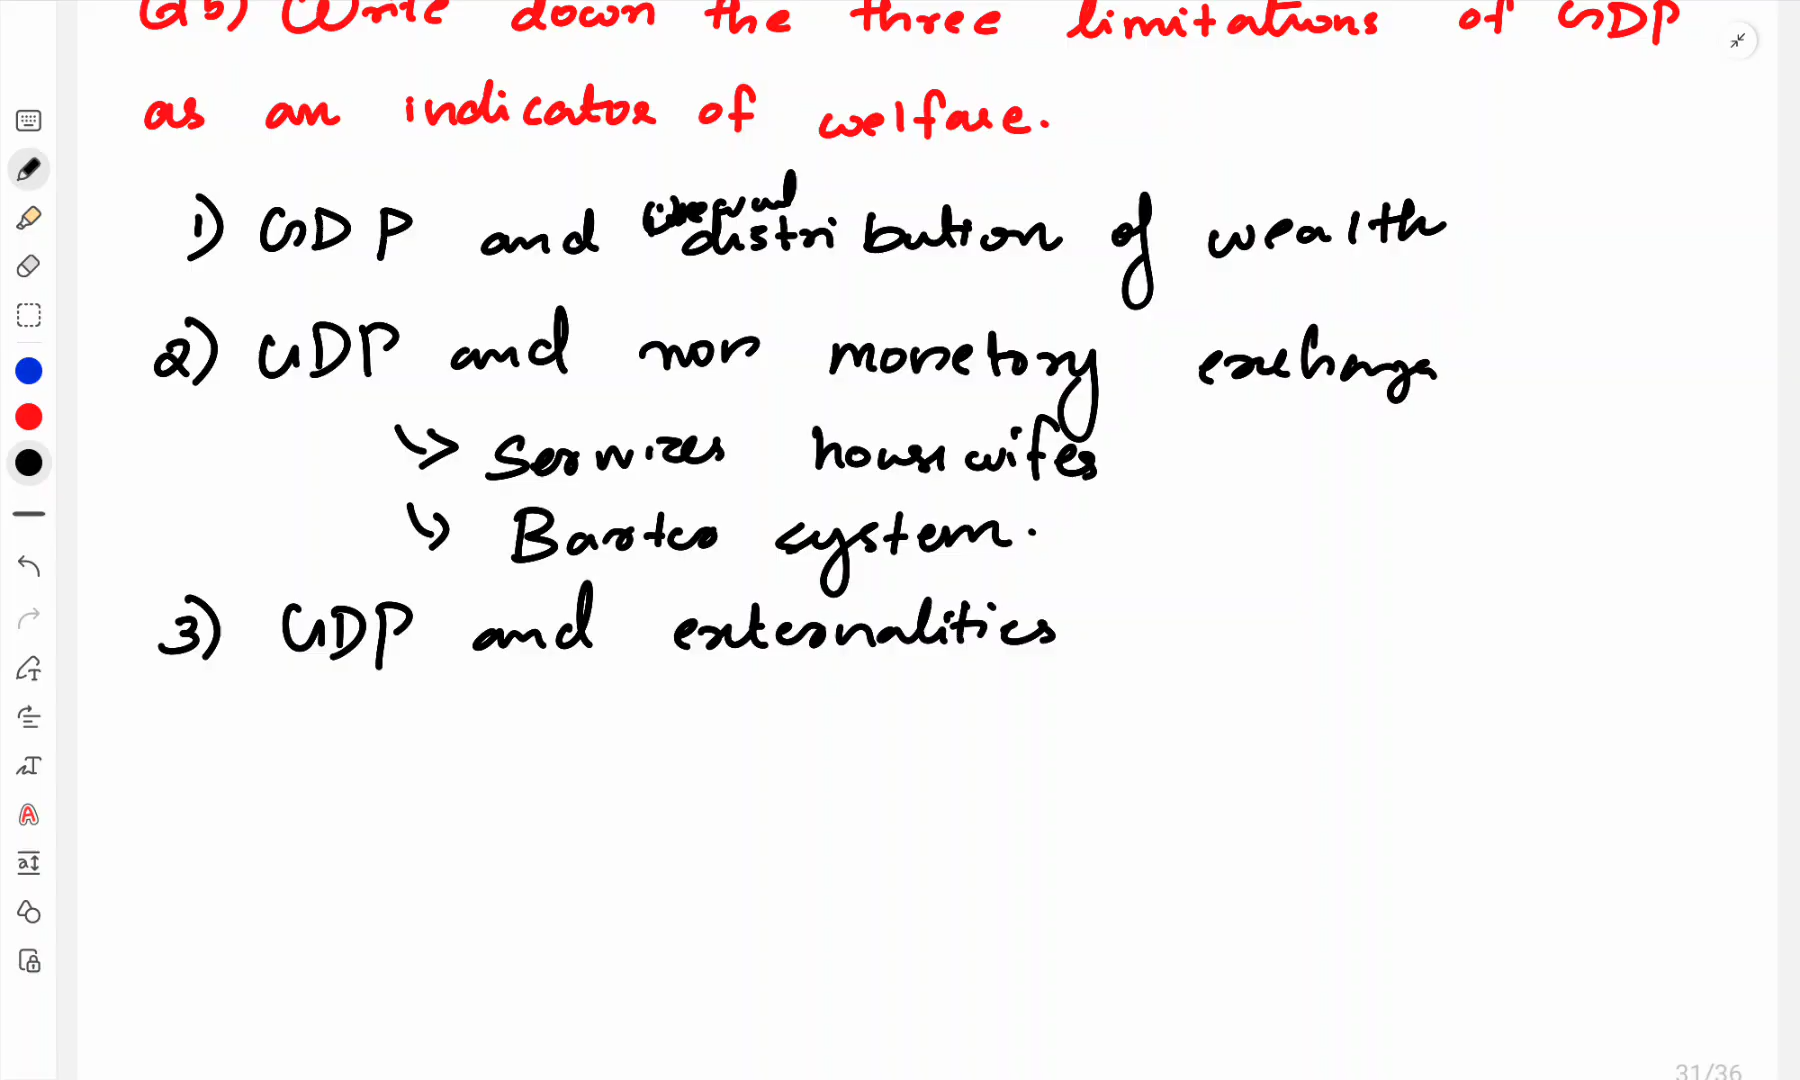 Q5) Write down the three limitations of GDP
as an indicator of welfare.
1) GDP and unequal distribution of wealth
2) GDP and non monetory exchange
↳ Services housewifes
↳ Barter system.
3) GDP and externalities
31/36